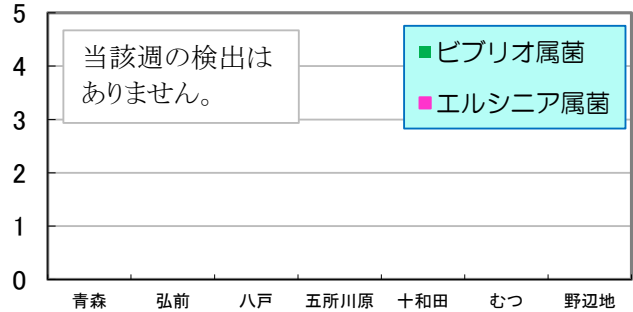 5
4
3
2
1
0
当該週の検出は
ありません。
ビブリオ属菌
エルシニア属菌
青森 弘前 八戸 五所川原 十和田 むつ 野辺地